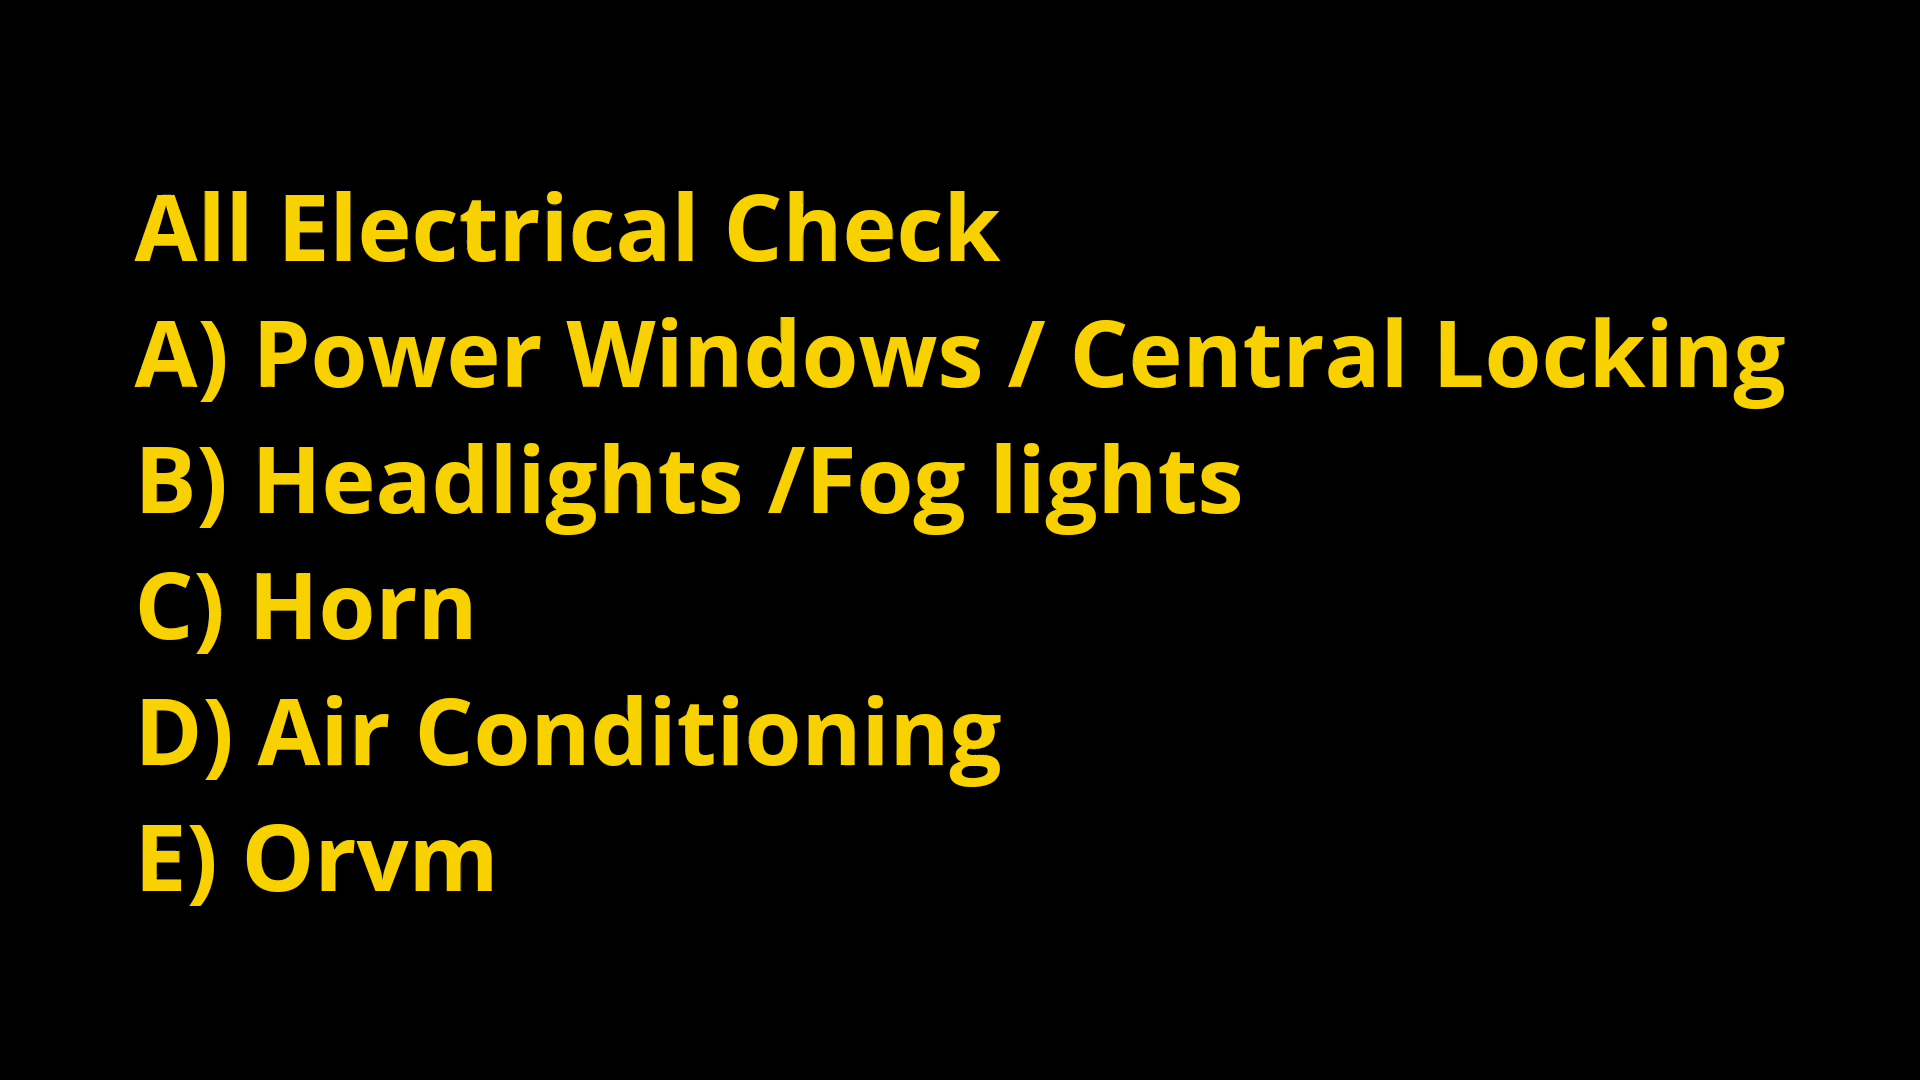 All Electrical Check
A) Power Windows / Central Locking
B) Headlights /Fog lights
C) Horn
D) Air Conditioning
E) Orvm